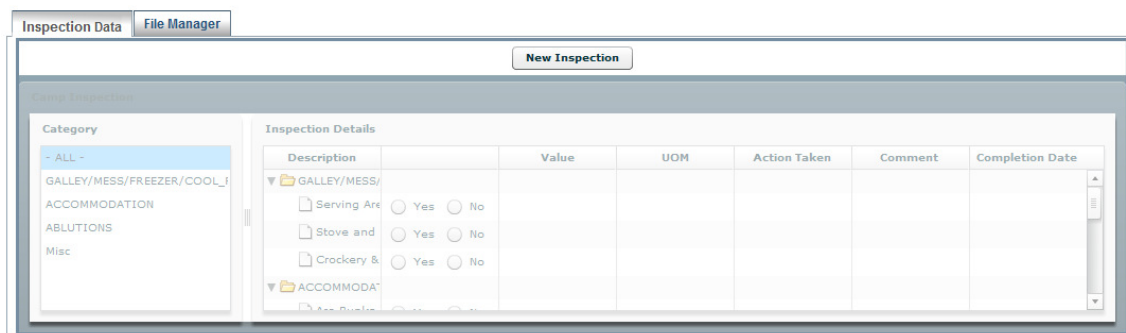 Inspection Data File Manager
New Inspection
Camp Inspection
Category Inspection Details
Description Value UOM Action Taken Comment Completion Date
- ALL -
GALLEY/MESS/FREEZER/COOL_
ACCOMMODATION
ABLUTIONS
Misc
GALLEY/MESS/
Serving Are Yes No
Stove and Yes No
Crockery & Yes No
ACCOMMODAT